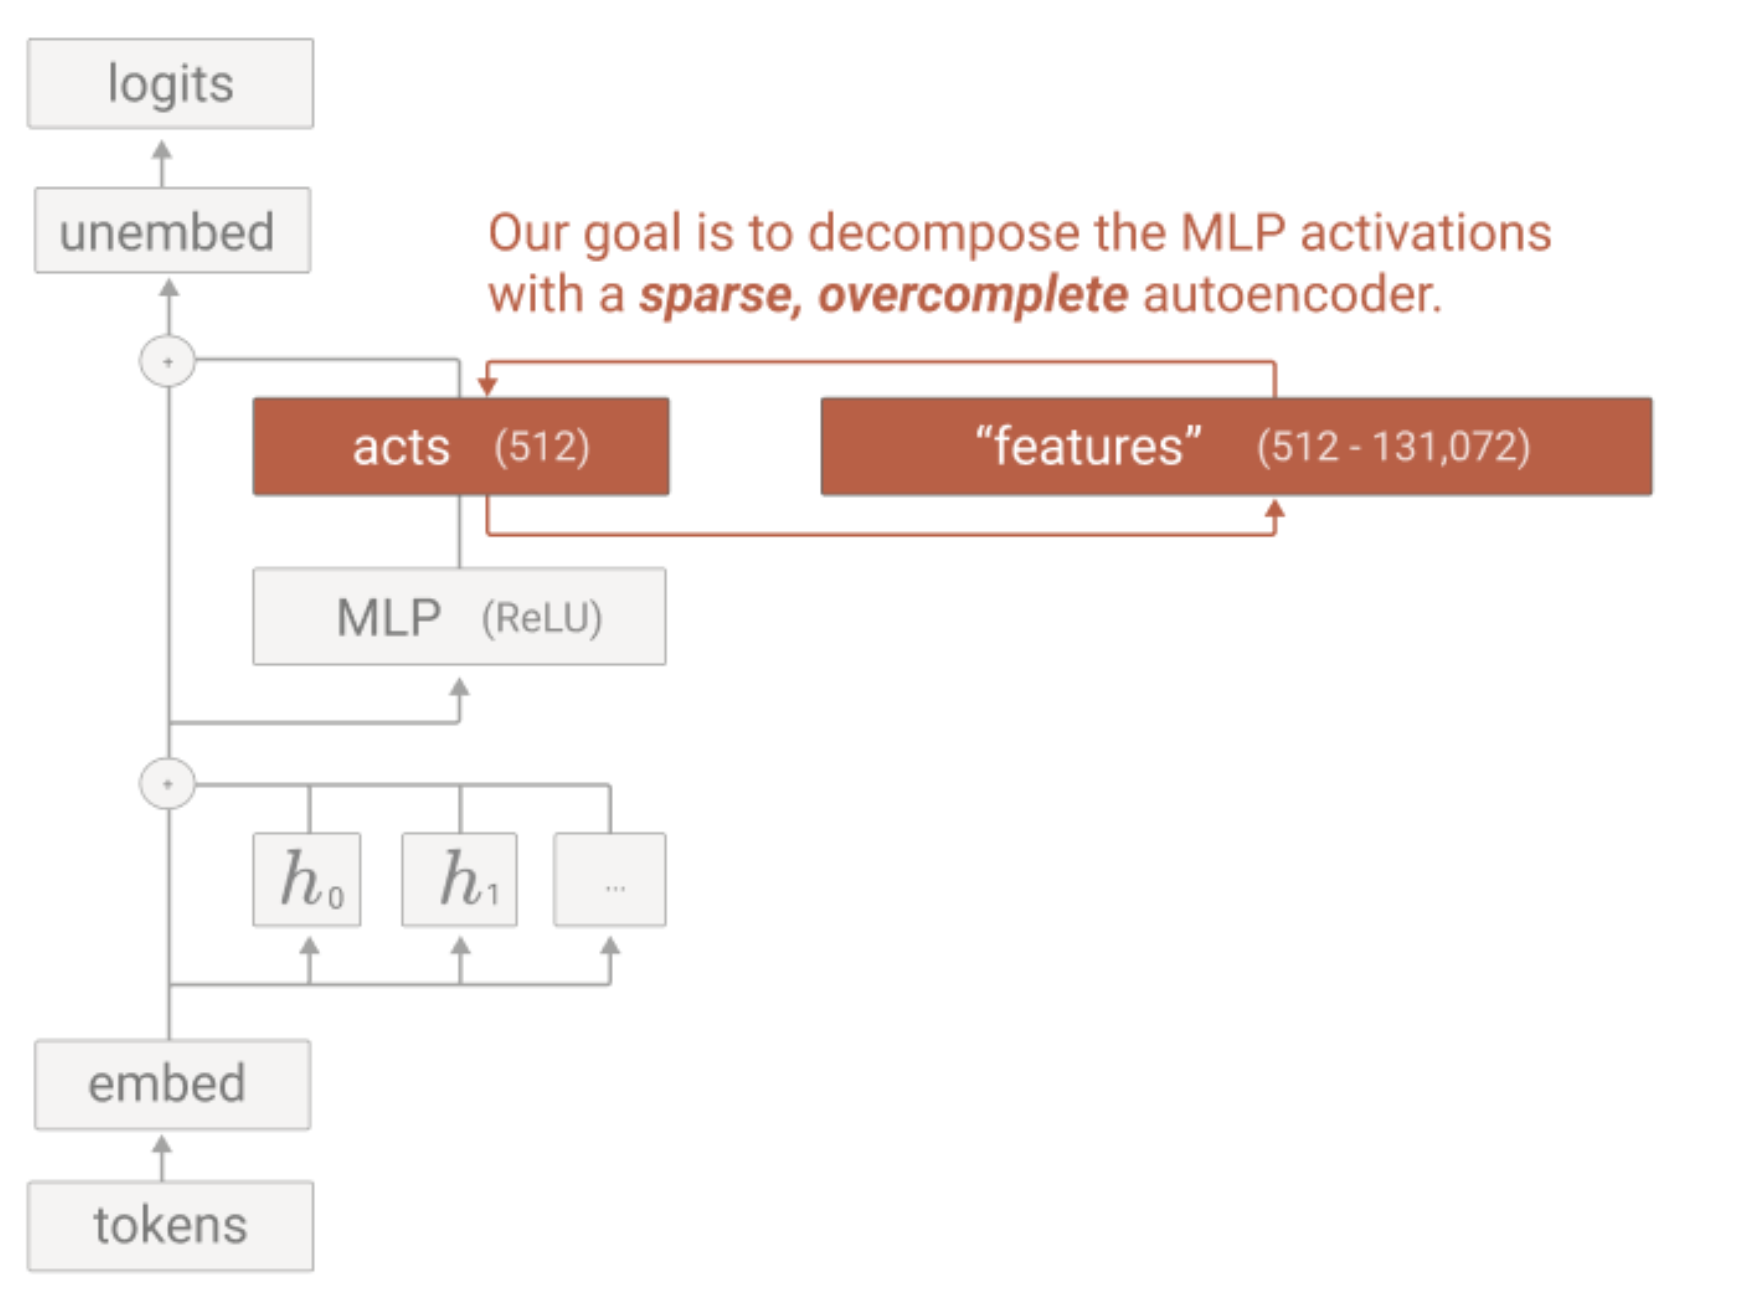 logits
unembed
Our goal is to decompose the MLP activations
with a sparse, overcomplete autoencoder.
+
acts (512)
“features” (512 - 131,072)
MLP (ReLU)
+
h0 h1 ...
embed
tokens